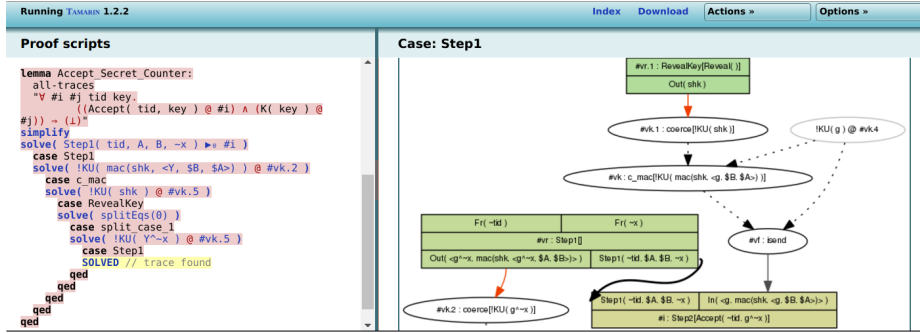 Running TAMARIN 1.2.2
Index Download Actions » Options »
Proof scripts
lemma Accept_Secret_Counter:
all-traces
"∀ #i #j tid key.
((Accept( tid, key ) @ #i) ∧ (K( key ) @
#j)) ⇒ (⊥)"
simplify
solve( Step1( tid, A, B, ~x ) ▶₀ #i )
case Step1
solve( !KU( mac(shk, <Y, $B, $A>) ) @ #vk.2 )
case c_mac
solve( !KU( shk ) @ #vk.5 )
case RevealKey
solve( splitEqs(0) )
case split_case_1
solve( !KU( Y^~x ) @ #vk.5 )
case Step1
SOLVED // trace found
qed
qed
qed
qed
qed
Case: Step1
#vr.1 : RevealKey[Reveal( )]
Out( shk )
#vk.1 : coerce[!KU( shk )]
!KU( g ) @ #vk.4
#vk : c_mac[!KU( mac(shk, <g, $B, $A>) )]
Fr( ~tid ) Fr( ~x )
#vr : Step1[]
Out( <g^~x, mac(shk, <g^~x, $A, $B>)> ) Step1( ~tid, $A, $B, ~x )
#vf : isend
#vk.2 : coerce[!KU( g^~x )]
Step1( ~tid, $A, $B, ~x ) In( <g, mac(shk, <g, $B, $A>)> )
#i : Step2[Accept( ~tid, g^~x )]